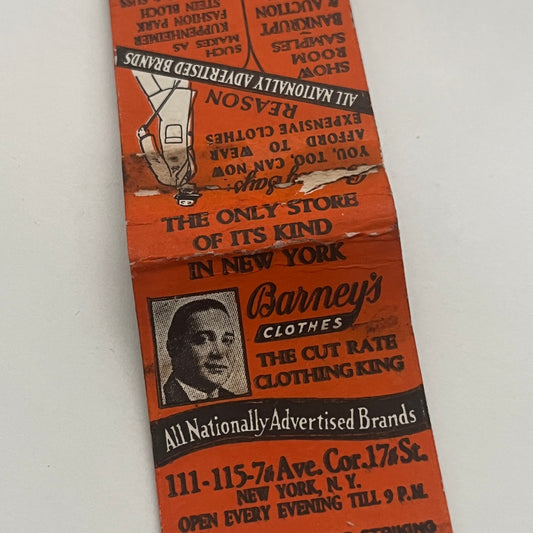 THE ONLY STORE
OF ITS KIND
IN NEW YORK
Barney's
CLOTHES
THE CUT RATE
CLOTHING KING
All Nationally Advertised Brands
111-115-7th Ave. Cor. 17th St.
NEW YORK, N.Y.
OPEN EVERY EVENING TILL 9 P.M.
STRIKING
Says:
YOU, TOO, CAN NOW
AFFORD TO WEAR
EXPENSIVE CLOTHES
REASON
ALL NATIONALLY ADVERTISED BRANDS
SHOW
ROOM
SAMPLES
BANKRUPT
& AUCTION
SUCH
MAKES AS
KUPPENHEIMER
FASHION PARK
STEIN BLOCH